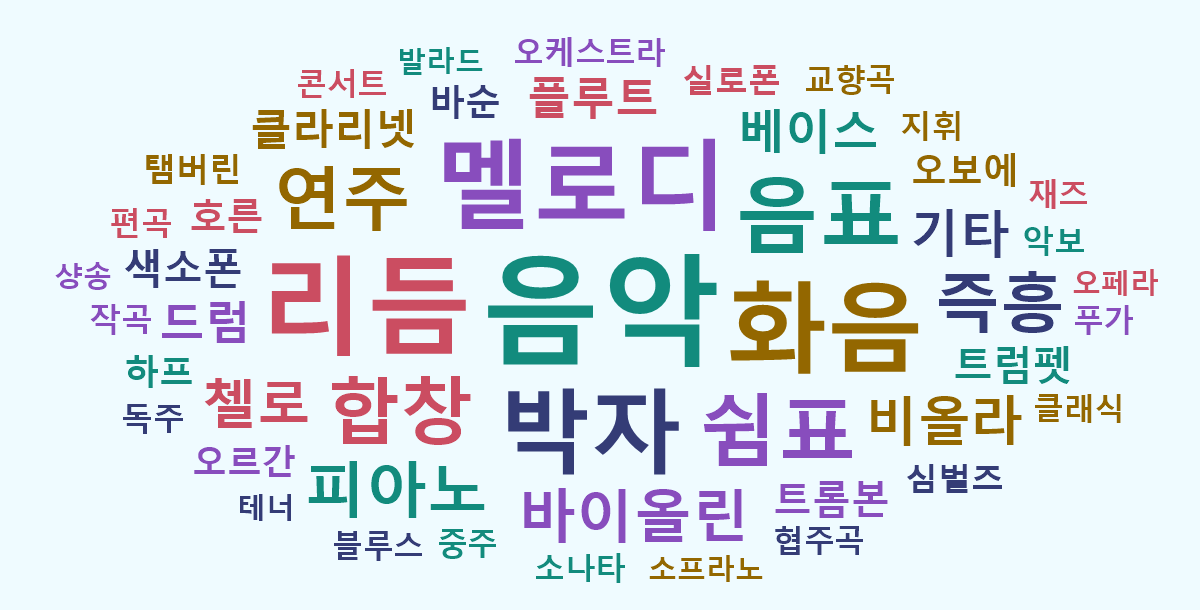 오케스트라
발라드
콘서트
실로폰
교향곡
바순
플루트
클라리넷
베이스
지휘
탬버린
연주
멜로디
오보에
재즈
편곡
호른
음표
기타
악보
샹송
색소폰
리듬
음악
화음
즉흥
오페라
작곡
드럼
푸가
하프
트럼펫
독주
첼로
합창
박자
쉼표
비올라
클래식
오르간
피아노
심벌즈
테너
바이올린
트롬본
블루스
중주
협주곡
소나타
소프라노